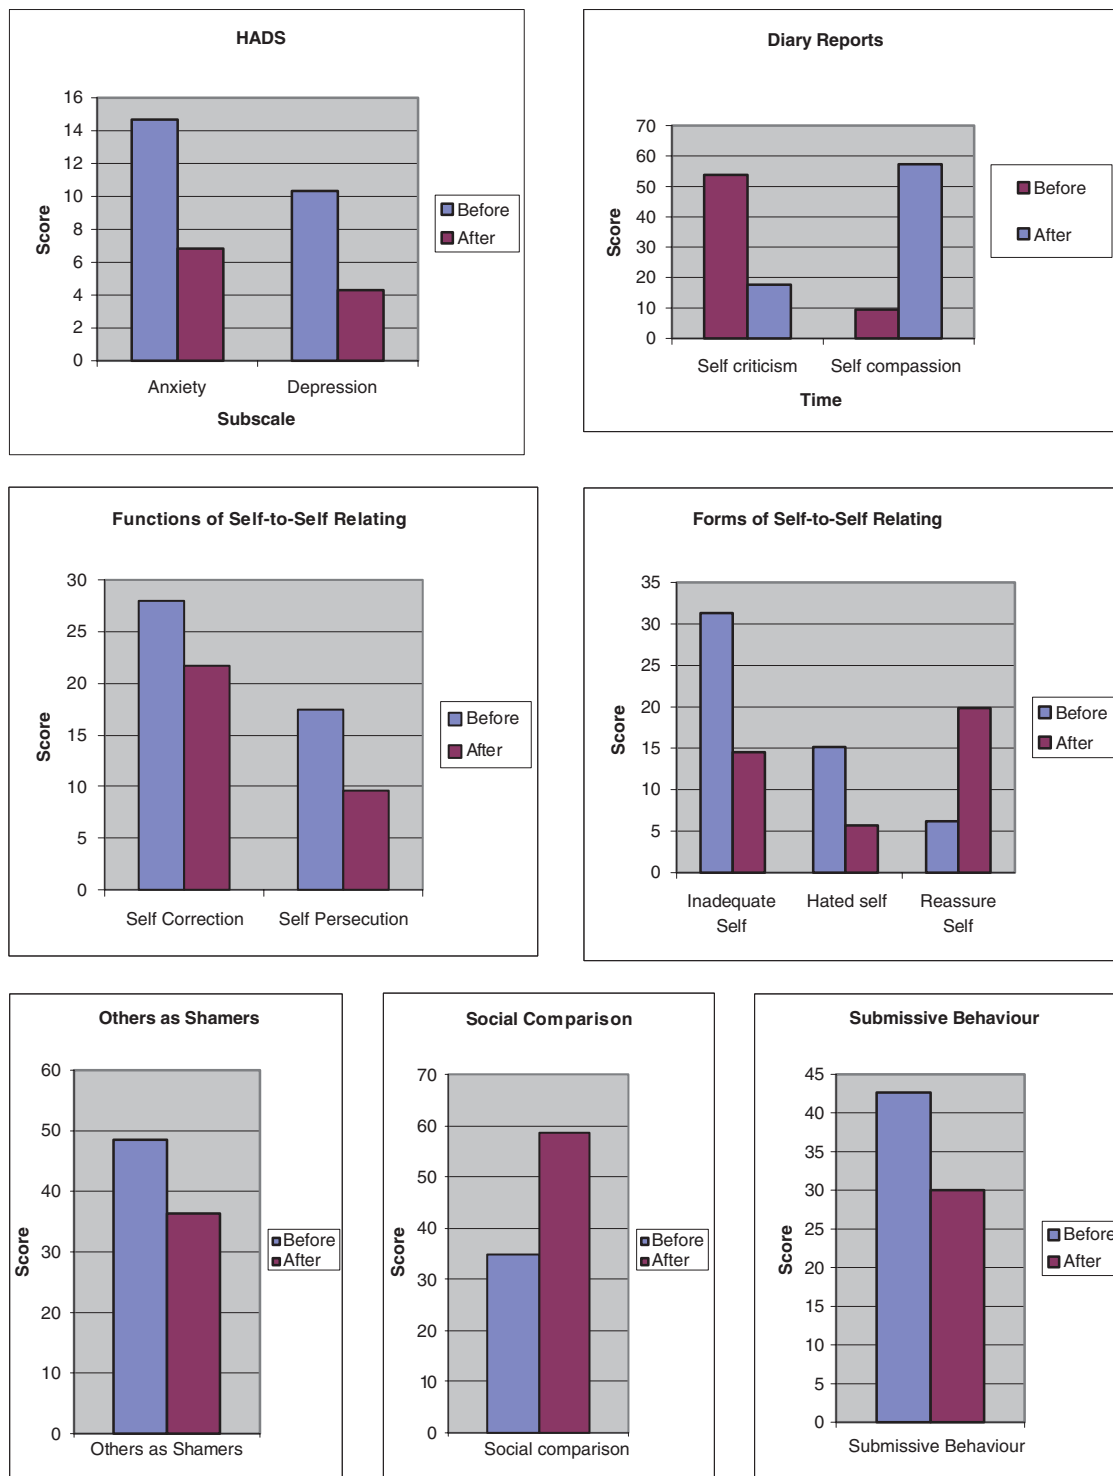 HADS
16
14
12
10
8
6
4
2
0
Score
Anxiety
Depression
Subscale
Before
After
Diary Reports
70
60
50
40
30
20
10
0
Score
Self criticism
Self compassion
Time
Before
After
Functions of Self-to-Self Relating
30
25
20
15
10
5
0
Score
Self Correction
Self Persecution
Before
After
Forms of Self-to-Self Relating
35
30
25
20
15
10
5
0
Score
Inadequate
Self
Hated self
Reassure
Self
Before
After
Others as Shamers
60
50
40
30
20
10
0
Score
Others as Shamers
Before
After
Social Comparison
70
60
50
40
30
20
10
0
Score
Social comparison
Before
After
Submissive Behaviour
45
40
35
30
25
20
15
10
5
0
Score
Submissive Behaviour
Before
After